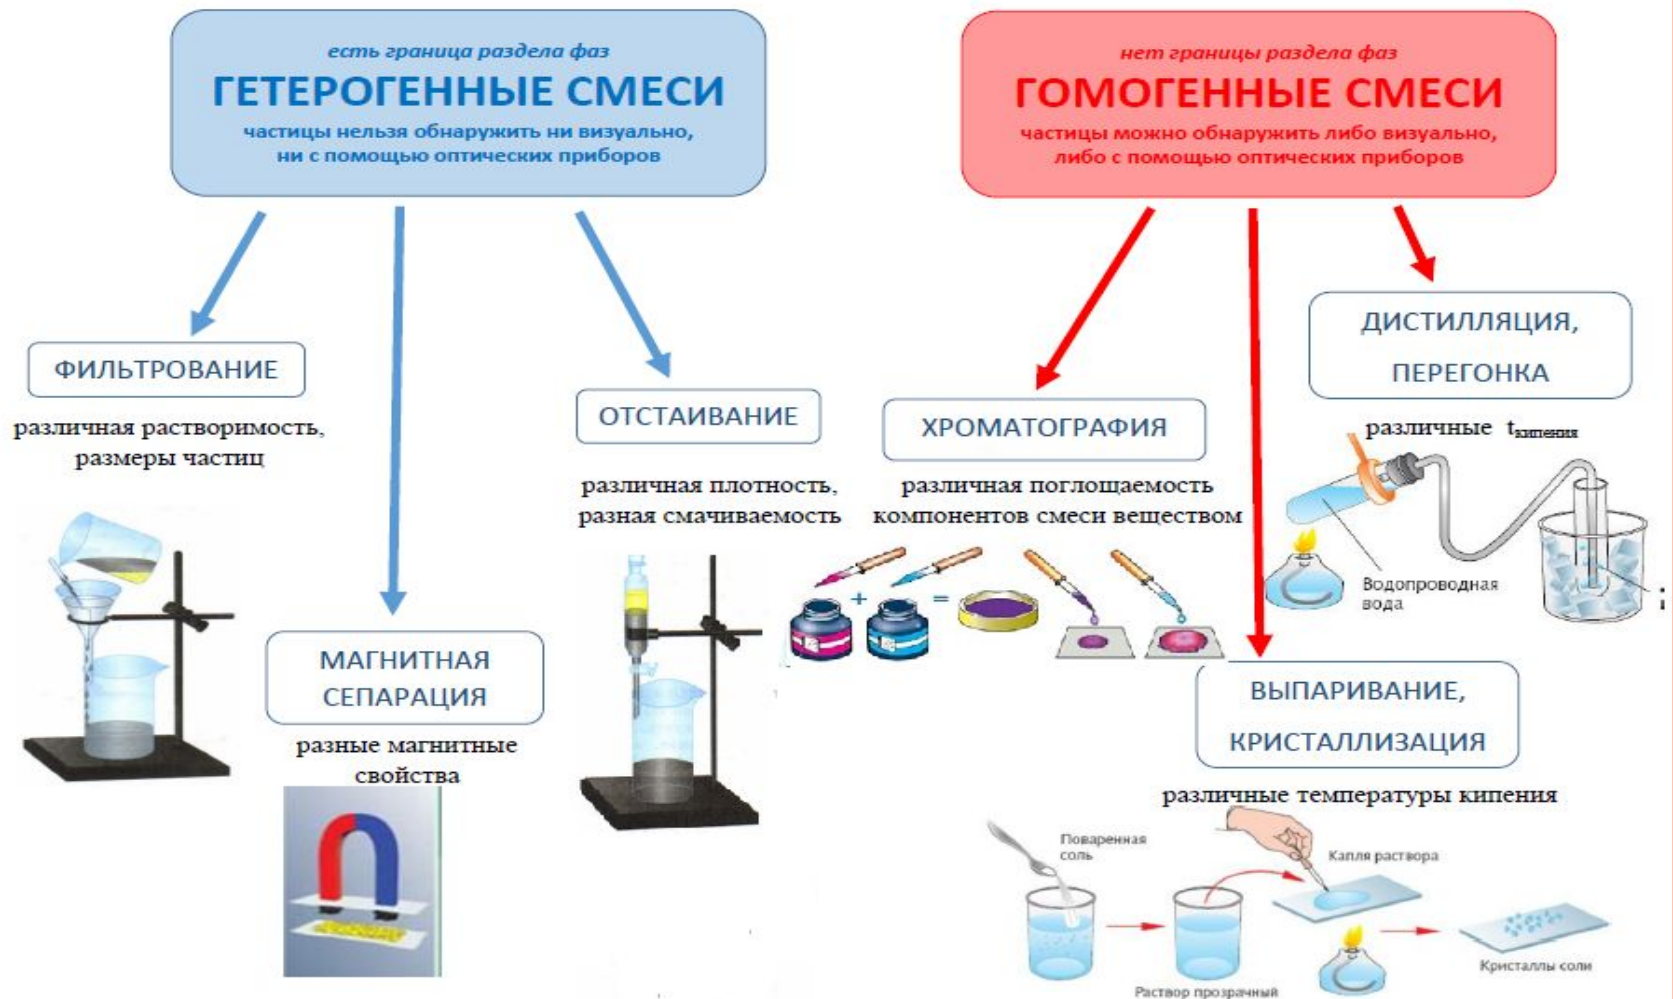 есть граница раздела фаз
ГЕТЕРОГЕННЫЕ СМЕСИ
частицы нельзя обнаружить ни визуально,
ни с помощью оптических приборов
нет границы раздела фаз
ГОМОГЕННЫЕ СМЕСИ
частицы можно обнаружить либо визуально,
либо с помощью оптических приборов
ФИЛЬТРОВАНИЕ
различная растворимость,
размеры частиц
МАГНИТНАЯ
СЕПАРАЦИЯ
разные магнитные
свойства
ОТСТАИВАНИЕ
различная плотность,
разная смачиваемость
ХРОМАТОГРАФИЯ
различная поглощаемость
компонентов смеси веществом
+ =
ДИСТИЛЛЯЦИЯ,
ПЕРЕГОНКА
различные tкипения
Водопроводная
вода
ВЫПАРИВАНИЕ,
КРИСТАЛЛИЗАЦИЯ
различные температуры кипения
Поваренная
соль
Капля раствора
Раствор прозрачный
Кристаллы соли